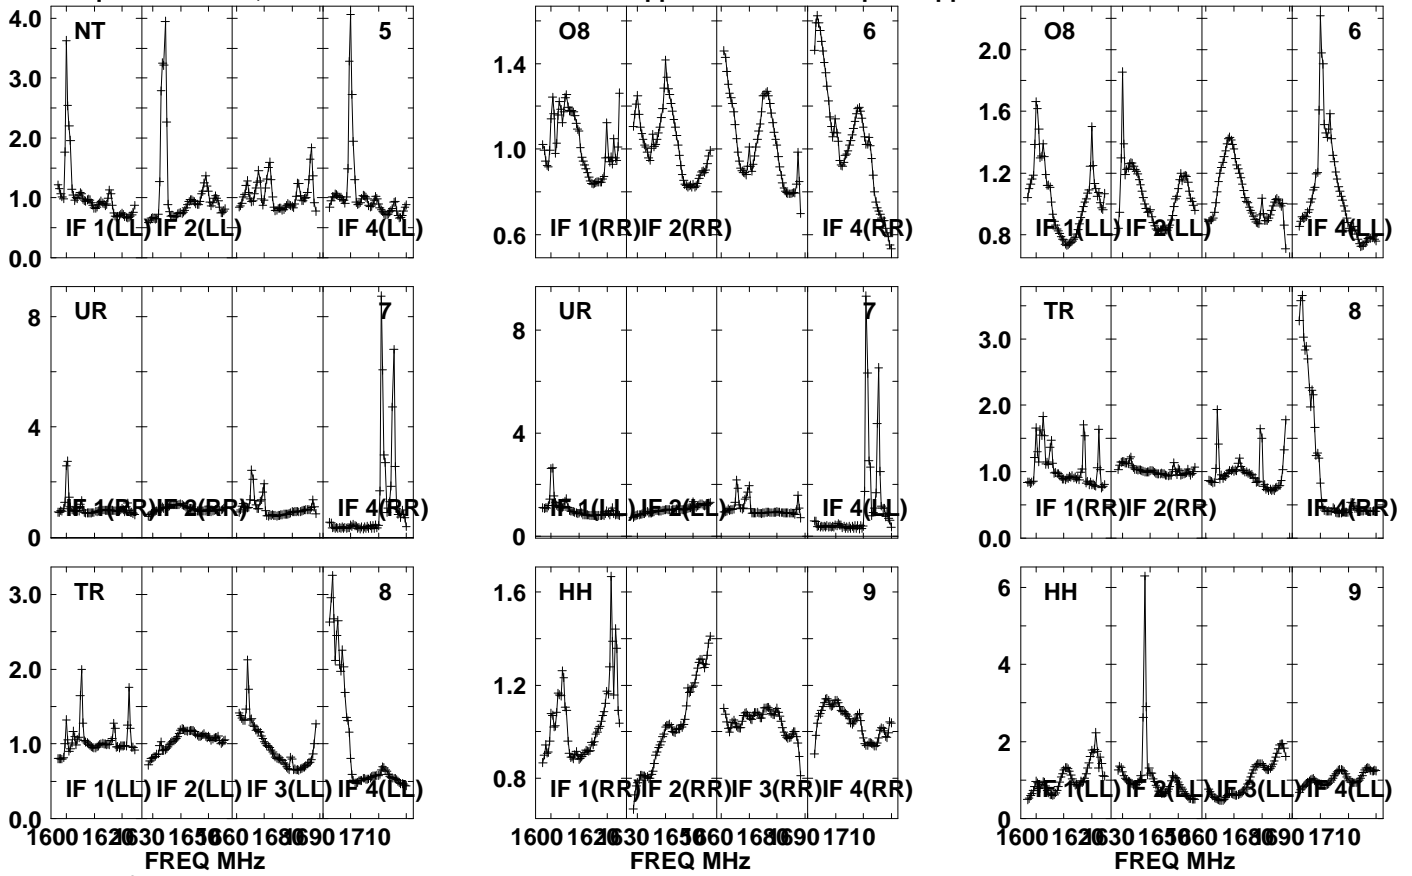 4.0 NT 5
3.0
2.0
1.0
0.0
IF 1(LL) IF 2(LL) IF 4(LL)
O8 6
1.4
1.0
0.6
IF 1(RR) IF 2(RR) IF 4(RR)
O8 6
2.0
1.6
1.2
0.8
IF 1(LL) IF 2(LL) IF 4(LL)
UR 7
8
4
0
IF 1(RR) IF 2(RR) IF 4(RR)
UR 7
8
4
0
IF 1(LL) IF 2(LL) IF 4(LL)
TR 8
3.0
2.0
1.0
0.0
IF 1(RR) IF 2(RR) IF 4(RR)
TR 8
3.0
2.0
1.0
0.0
IF 1(LL) IF 2(LL) IF 3(LL) IF 4(LL)
1600 1620 1630 1650 1660 1680 1690 1710
FREQ MHz
HH 9
1.6
1.2
0.8
IF 1(RR) IF 2(RR) IF 3(RR) IF 4(RR)
1600 1620 1630 1650 1660 1680 1690 1710
FREQ MHz
HH 9
6
4
2
0
IF 1(LL) IF 2(LL) IF 3(LL) IF 4(LL)
1600 1620 1630 1650 1660 1680 1690 1710
FREQ MHz